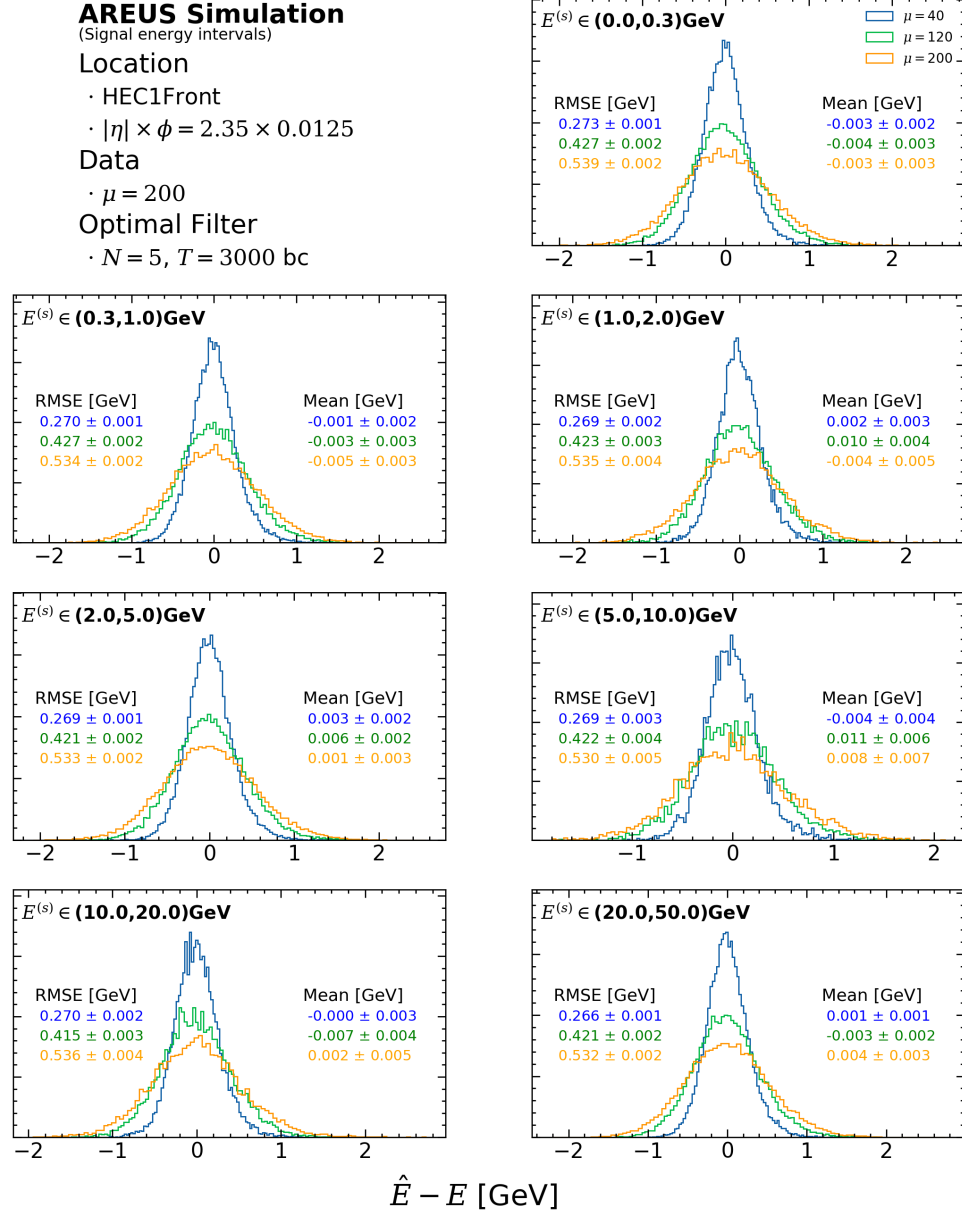 AREUS Simulation
(Signal energy intervals)
Location
· HEC1Front
· |η| × ϕ = 2.35 × 0.0125
Data
· μ = 200
Optimal Filter
· N = 5, T = 3000 bc
E^(s) ∈ (0.0,0.3)GeV
μ = 40
μ = 120
μ = 200
RMSE [GeV] Mean [GeV]
0.273 ± 0.001 -0.003 ± 0.002
0.427 ± 0.002 -0.004 ± 0.003
0.539 ± 0.002 -0.003 ± 0.003
−2 −1 0 1 2
E^(s) ∈ (0.3,1.0)GeV
RMSE [GeV] Mean [GeV]
0.270 ± 0.001 -0.001 ± 0.002
0.427 ± 0.002 -0.003 ± 0.003
0.534 ± 0.002 -0.005 ± 0.003
−2 −1 0 1 2
E^(s) ∈ (1.0,2.0)GeV
RMSE [GeV] Mean [GeV]
0.269 ± 0.002 0.002 ± 0.003
0.423 ± 0.003 0.010 ± 0.004
0.535 ± 0.004 -0.004 ± 0.005
−2 −1 0 1 2
E^(s) ∈ (2.0,5.0)GeV
RMSE [GeV] Mean [GeV]
0.269 ± 0.001 0.003 ± 0.002
0.421 ± 0.002 0.006 ± 0.002
0.533 ± 0.002 0.001 ± 0.003
−2 −1 0 1 2
E^(s) ∈ (5.0,10.0)GeV
RMSE [GeV] Mean [GeV]
0.269 ± 0.003 -0.004 ± 0.004
0.422 ± 0.004 0.011 ± 0.006
0.530 ± 0.005 0.008 ± 0.007
−1 0 1 2
E^(s) ∈ (10.0,20.0)GeV
RMSE [GeV] Mean [GeV]
0.270 ± 0.002 -0.000 ± 0.003
0.415 ± 0.003 -0.007 ± 0.004
0.536 ± 0.004 0.002 ± 0.005
−2 −1 0 1 2
E^(s) ∈ (20.0,50.0)GeV
RMSE [GeV] Mean [GeV]
0.266 ± 0.001 0.001 ± 0.001
0.421 ± 0.002 -0.003 ± 0.002
0.532 ± 0.002 0.004 ± 0.003
−2 −1 0 1 2
Ê − E [GeV]